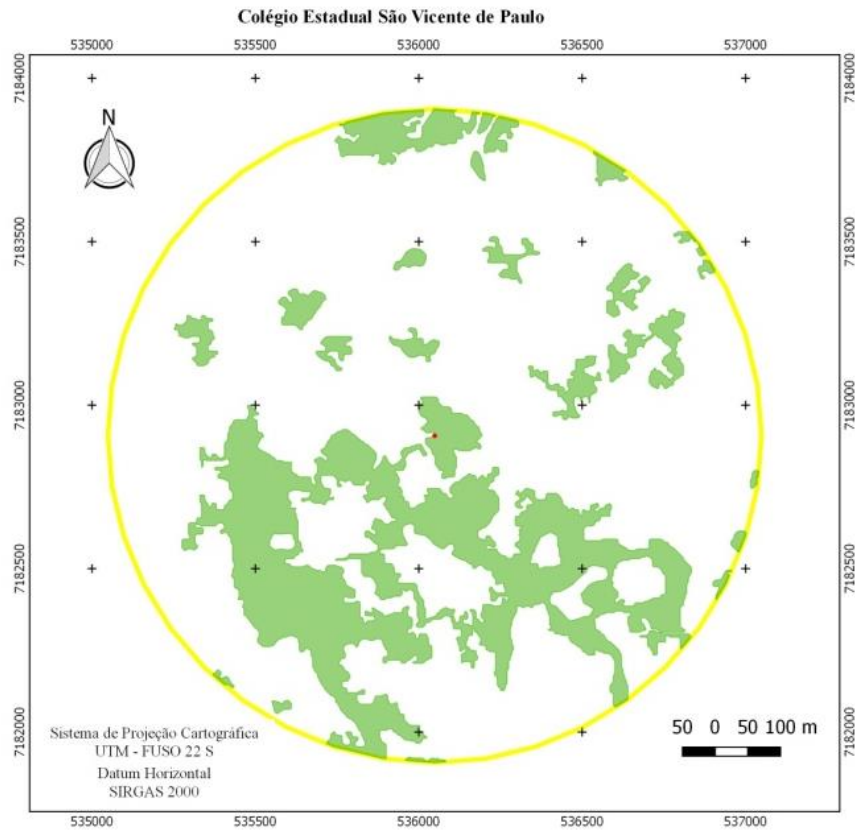 Colégio Estadual São Vicente de Paulo
535000 535500 536000 536500 537000
7184000 7184000
N
7183500 7183500
7183000 7183000
7182500 7182500
7182000 7182000
Sistema de Projeção Cartográfica
UTM - FUSO 22 S
Datum Horizontal
SIRGAS 2000
50 0 50 100 m
535000 535500 536000 536500 537000